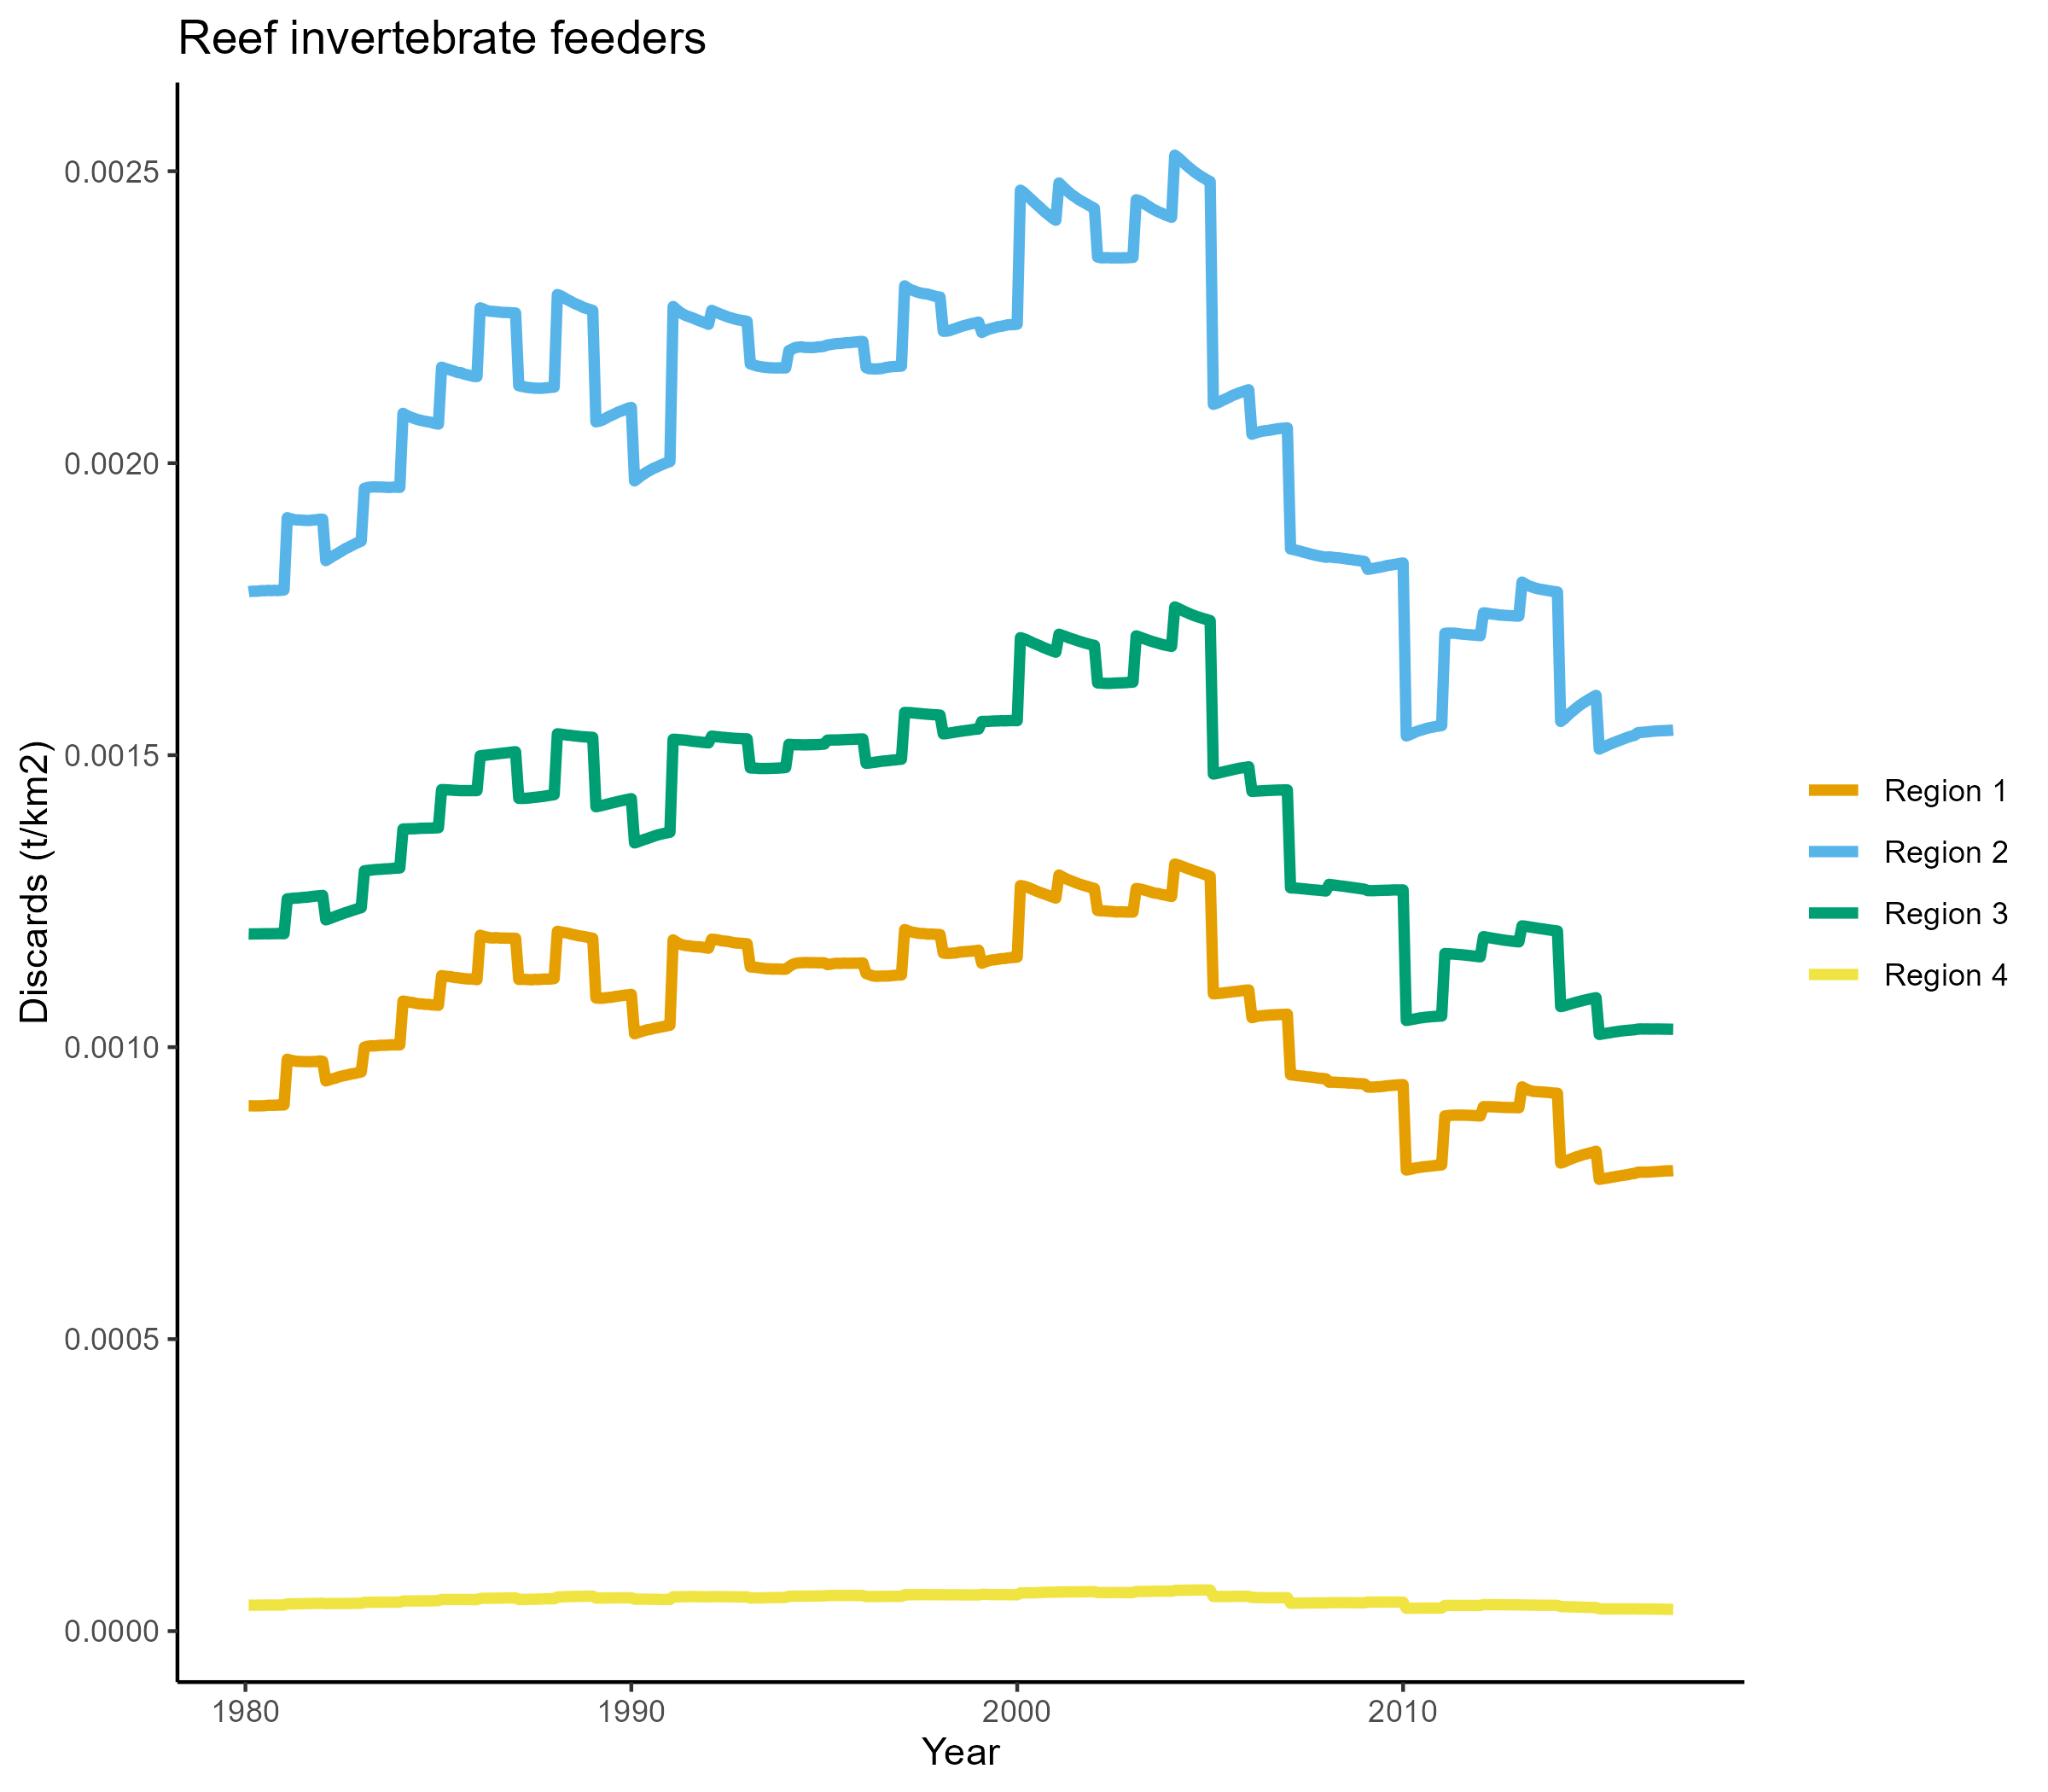 Reef invertebrate feeders
Discards (t/km2)
0.0025
0.0020
0.0015
0.0010
0.0005
0.0000
1980 1990 2000 2010
Year
Region 1
Region 2
Region 3
Region 4